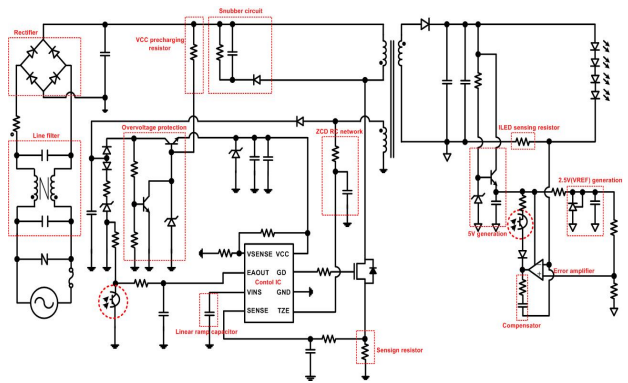 Snubber circuit
Rectifier
VCC precharging
resistor
Line filter
Overvoltage protection
ZCD RC network
ILED sensing resistor
2.5V(VREF) generation
5V generation
VSENSE VCC
EAOUT GD
Contol IC
VINS GND
SENSE TZE
Linear ramp capacitor
Error amplifier
Compensator
Sensign resistor